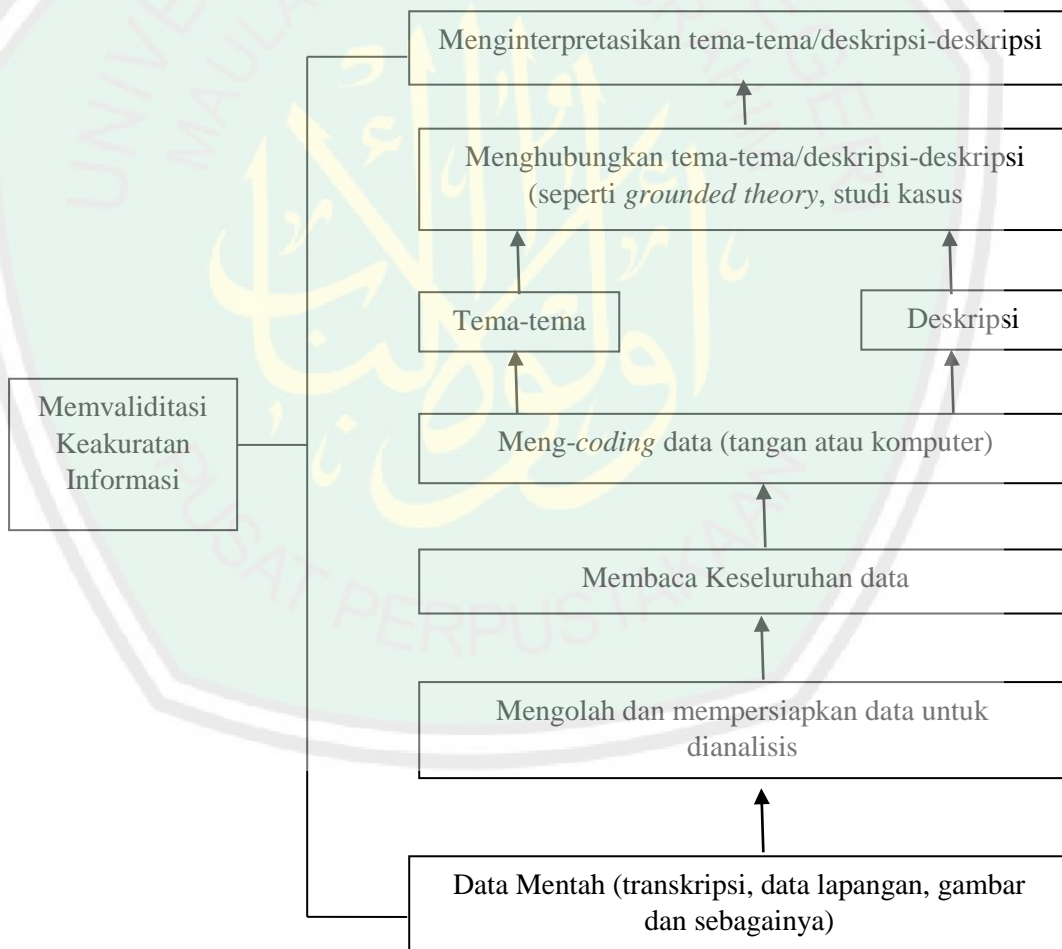 Menginterpretasikan tema-tema/deskripsi-deskripsi
Menghubungkan tema-tema/deskripsi-deskripsi
(seperti grounded theory, studi kasus
Tema-tema
Deskripsi
Memvaliditasi
Keakuratan
Informasi
Meng-coding data (tangan atau komputer)
Membaca Keseluruhan data
Mengolah dan mempersiapkan data untuk
dianalisis
Data Mentah (transkripsi, data lapangan, gambar
dan sebagainya)
PUSAT PERPUSTAKAAN